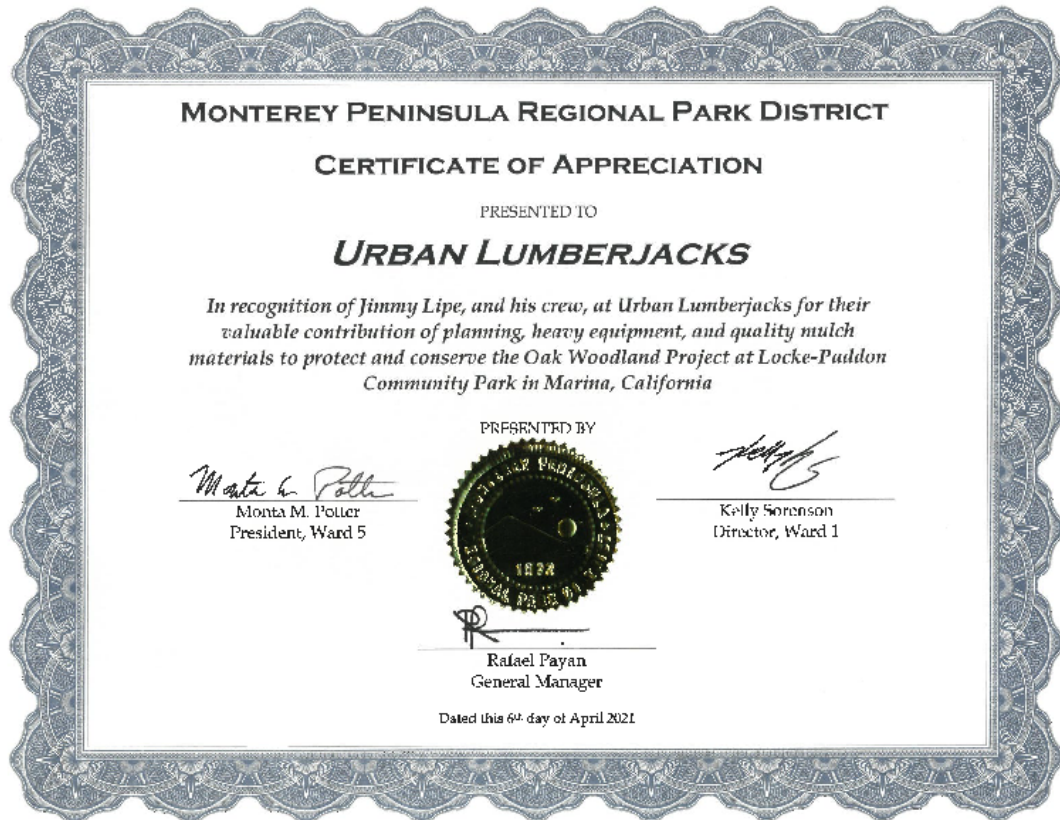 MONTEREY PENINSULA REGIONAL PARK DISTRICT
CERTIFICATE OF APPRECIATION
PRESENTED TO
URBAN LUMBERJACKS
In recognition of Jimmy Lipe, and his crew, at Urban Lumberjacks for their
valuable contribution of planning, heavy equipment, and quality mulch
materials to protect and conserve the Oak Woodland Project at Locke-Paddon
Community Park in Marina, California
PRESENTED BY
Monta M. Potter
President, Ward 5
Kelly Sorenson
Director, Ward 1
Rafael Payan
General Manager
Dated this 6th day of April 2021